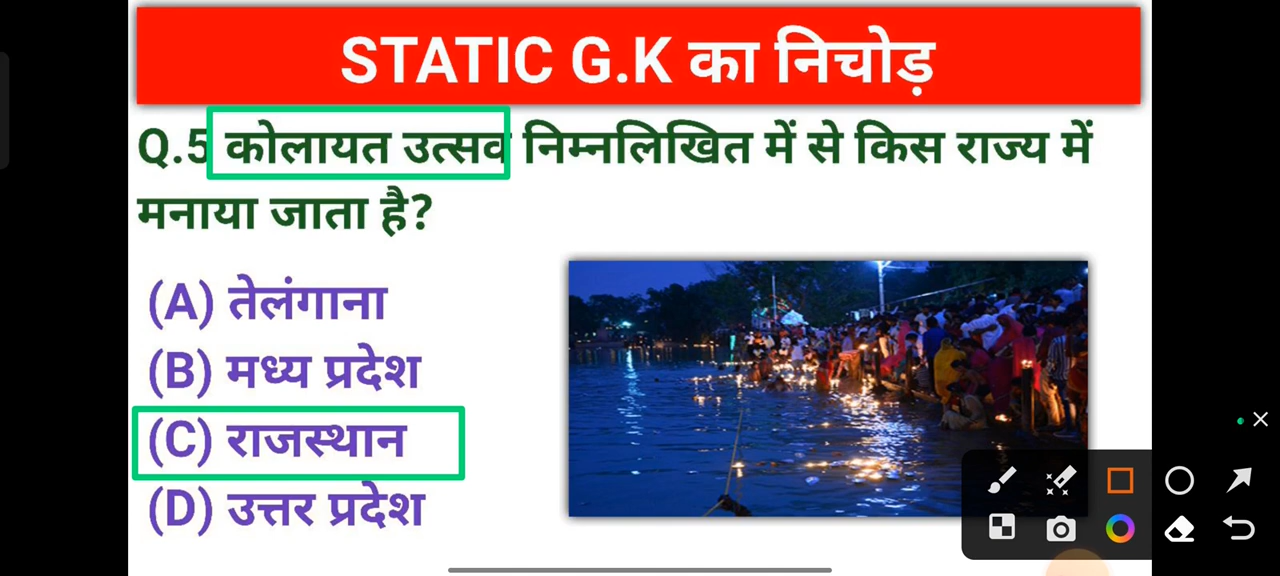 STATIC G.K का निचोड़
Q.5 कोलायत उत्सव निम्नलिखित में से किस राज्य में
मनाया जाता है?
(A) तेलंगाना
(B) मध्य प्रदेश
(C) राजस्थान
(D) उत्तर प्रदेश